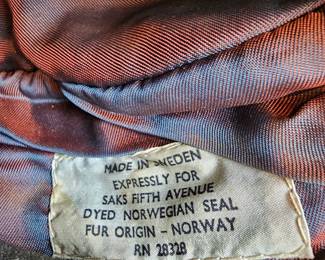 MADE IN SWEDEN
EXPRESSLY FOR
SAKS FIFTH AVENUE
DYED NORWEGIAN SEAL
FUR ORIGIN - NORWAY
RN 28328